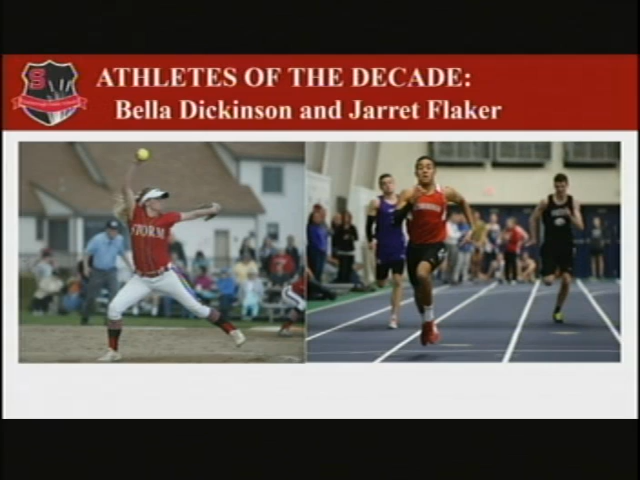 ATHLETES OF THE DECADE:
Bella Dickinson and Jarret Flaker
S
STORM